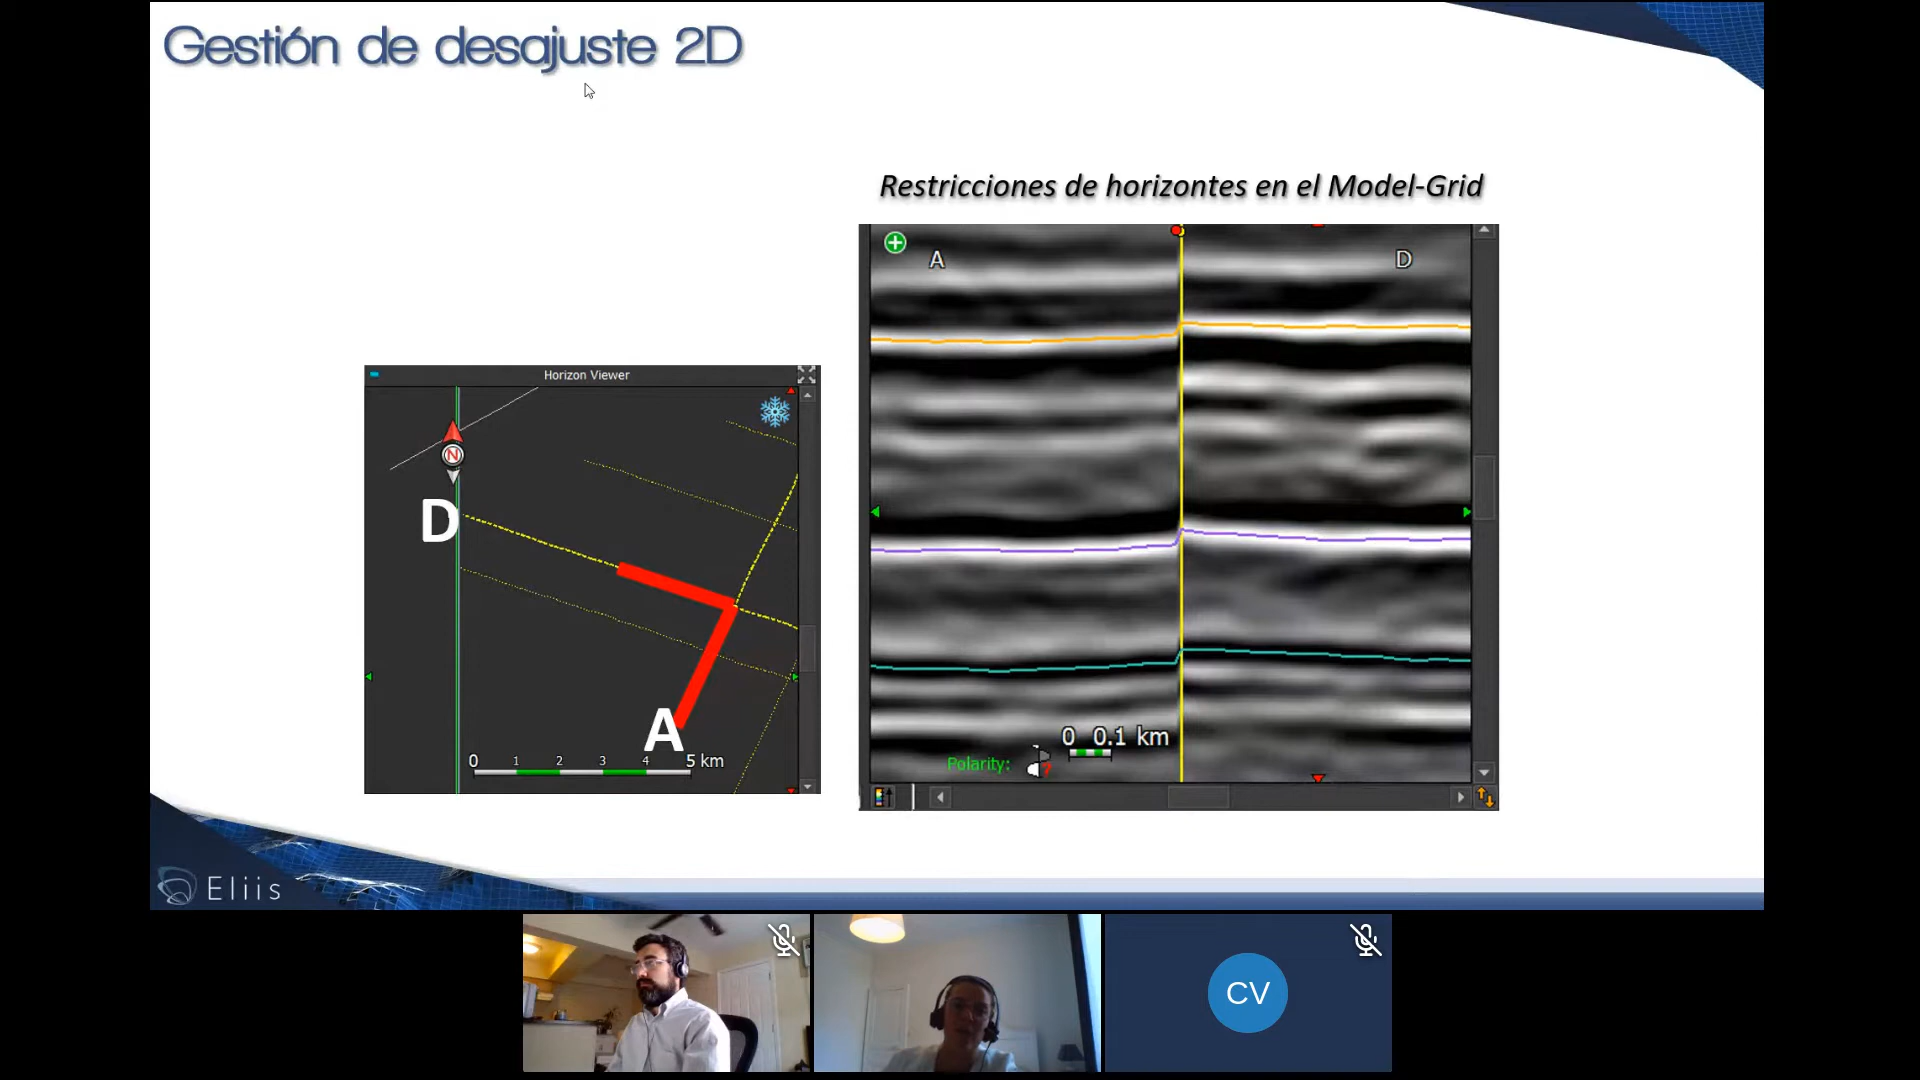 Gestión de desajuste 2D
Restricciones de horizontes en el Model-Grid
A
D
Horizon Viewer
N
D
A
0 1 2 3 4 5 km
0 0.1 km
Polarity: ?
Eliis
CV